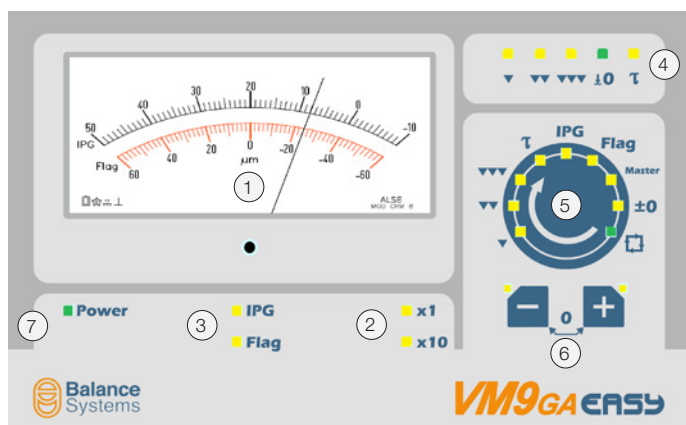 50 40 30 20 10 0 -10
IPG
Flag
60 40 20 0 -20 -40 -60
µm
1
ALSE
±0 τ
4
τ IPG Flag
Master
±0
5
− 0 +
6
7 Power
3 IPG
2 x1
Flag
x10
Balance
Systems
VM9GA EASY